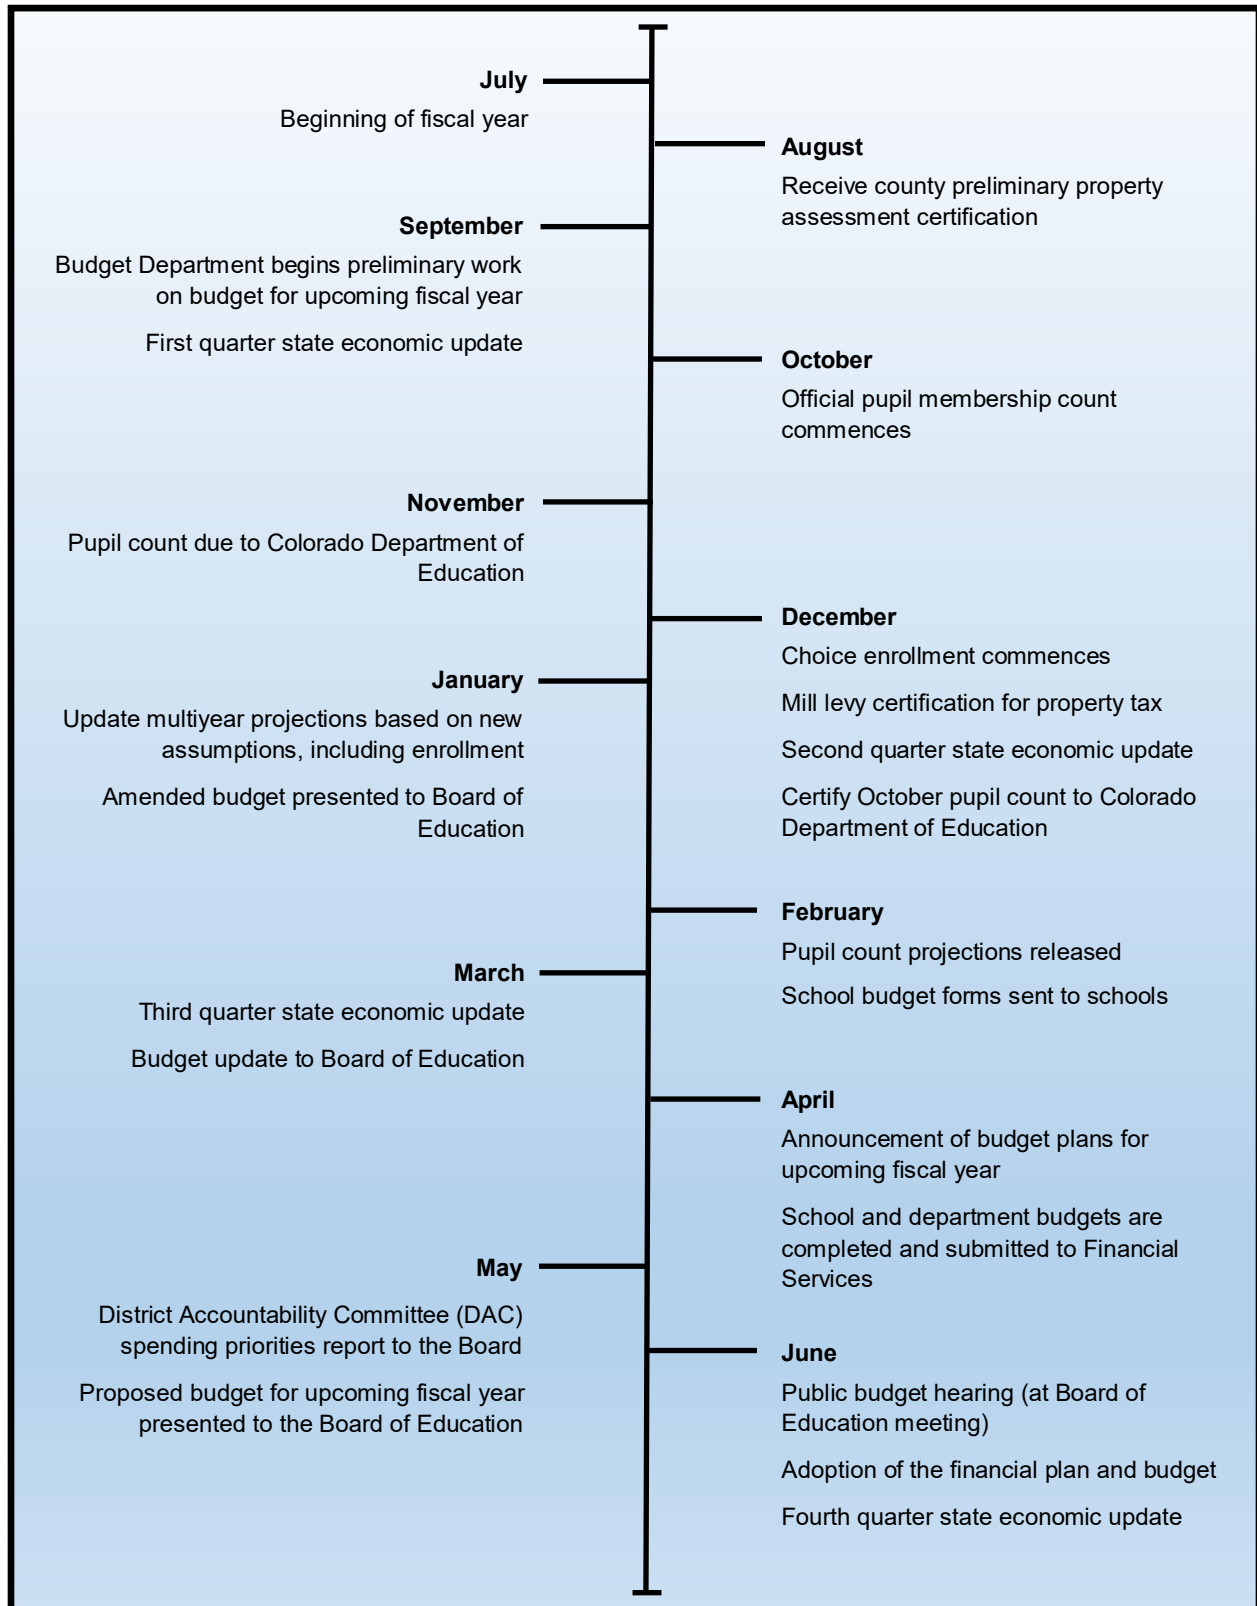 July
Beginning of fiscal year
August
Receive county preliminary property
assessment certification
September
Budget Department begins preliminary work
on budget for upcoming fiscal year
First quarter state economic update
October
Official pupil membership count
commences
November
Pupil count due to Colorado Department of
Education
December
Choice enrollment commences
Mill levy certification for property tax
Second quarter state economic update
Certify October pupil count to Colorado
Department of Education
January
Update multiyear projections based on new
assumptions, including enrollment
Amended budget presented to Board of
Education
February
Pupil count projections released
School budget forms sent to schools
March
Third quarter state economic update
Budget update to Board of Education
April
Announcement of budget plans for
upcoming fiscal year
School and department budgets are
completed and submitted to Financial
Services
May
District Accountability Committee (DAC)
spending priorities report to the Board
Proposed budget for upcoming fiscal year
presented to the Board of Education
June
Public budget hearing (at Board of
Education meeting)
Adoption of the financial plan and budget
Fourth quarter state economic update